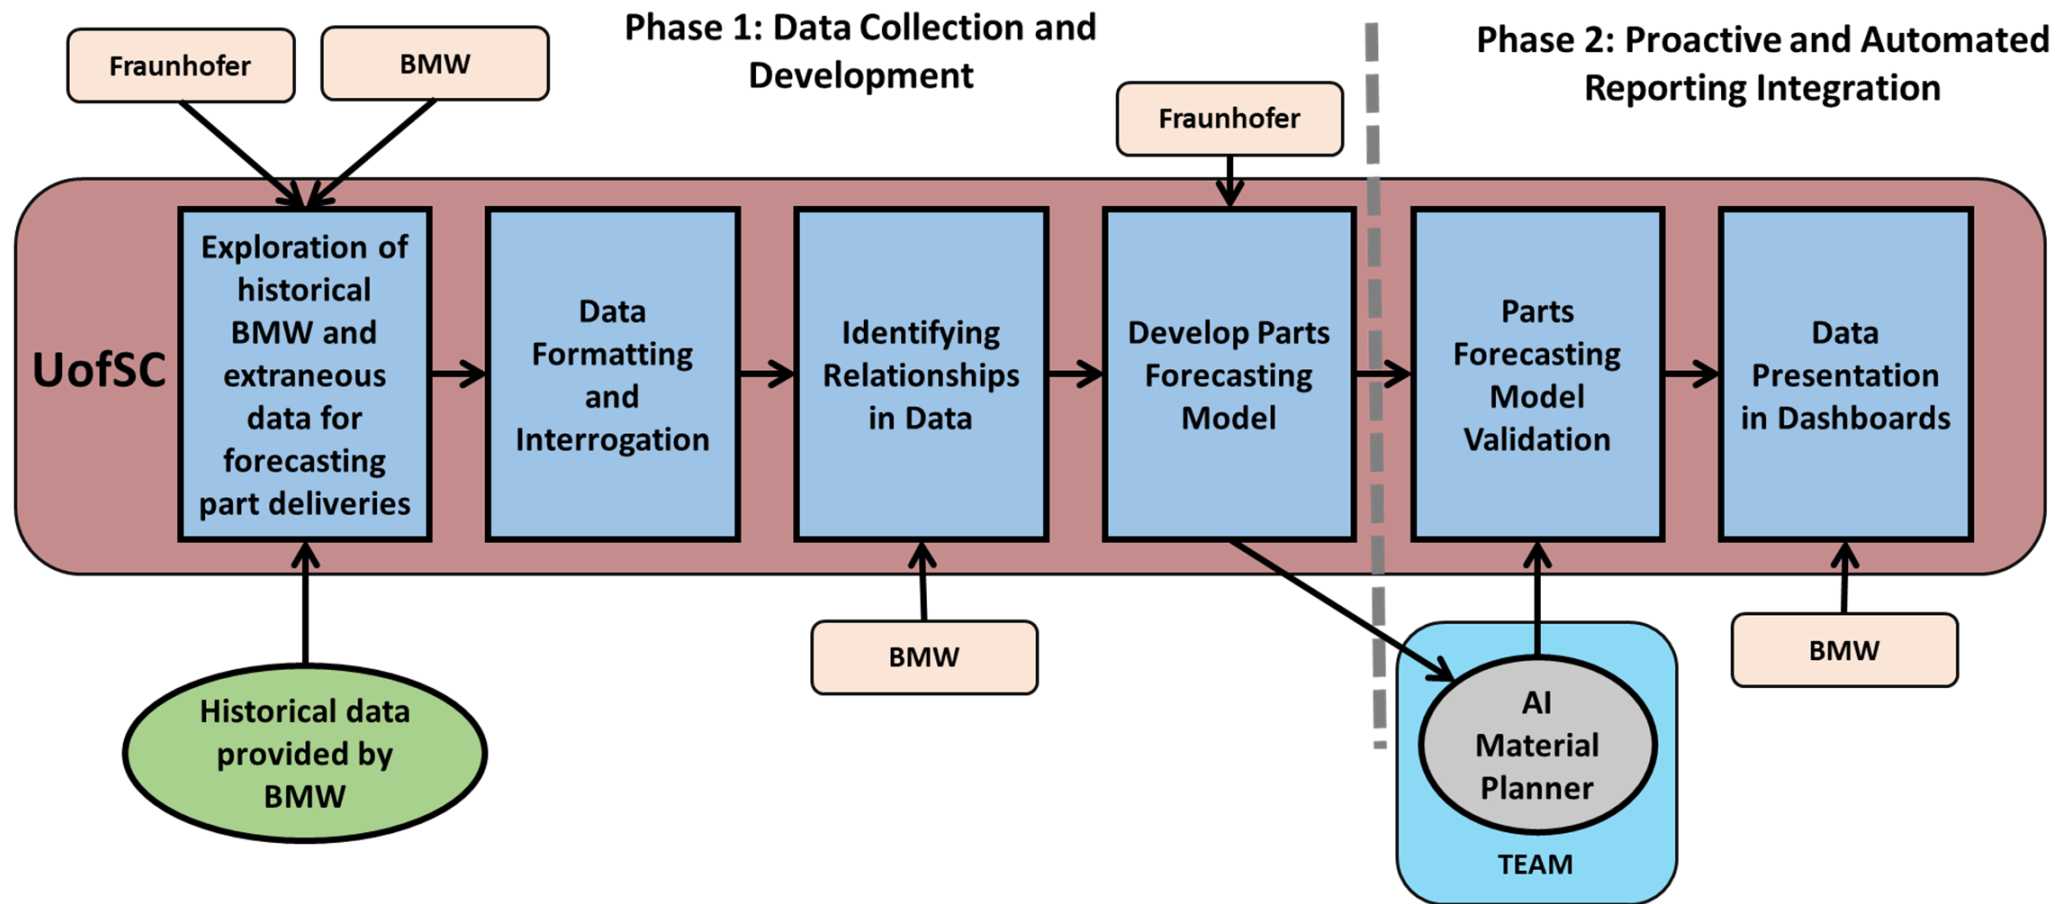 Phase 1: Data Collection and
Development
Phase 2: Proactive and Automated
Reporting Integration
Fraunhofer
BMW
Fraunhofer
UofSC
Exploration of
historical
BMW and
extraneous
data for
forecasting
part deliveries
Data
Formatting
and
Interrogation
Identifying
Relationships
in Data
Develop Parts
Forecasting
Model
Parts
Forecasting
Model
Validation
Data
Presentation
in Dashboards
Historical data
provided by
BMW
BMW
AI
Material
Planner
TEAM
BMW